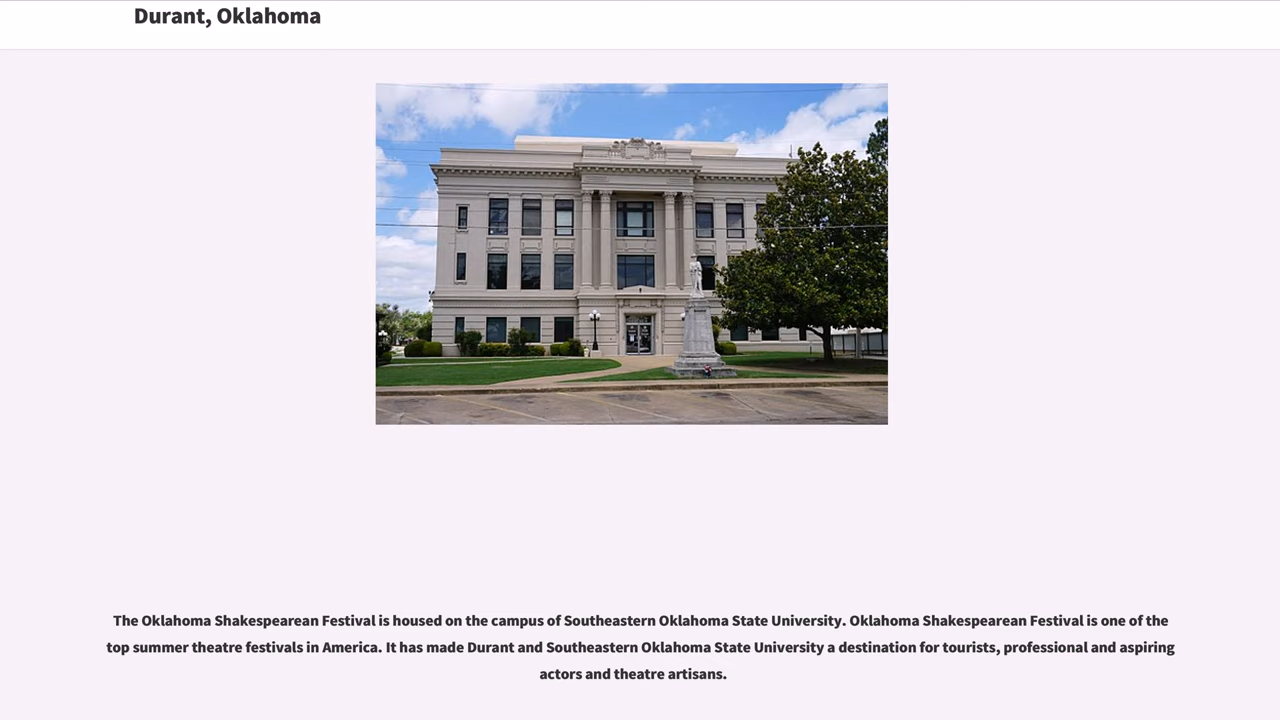 Durant, Oklahoma
The Oklahoma Shakespearean Festival is housed on the campus of Southeastern Oklahoma State University. Oklahoma Shakespearean Festival is one of the
top summer theatre festivals in America. It has made Durant and Southeastern Oklahoma State University a destination for tourists, professional and aspiring
actors and theatre artisans.